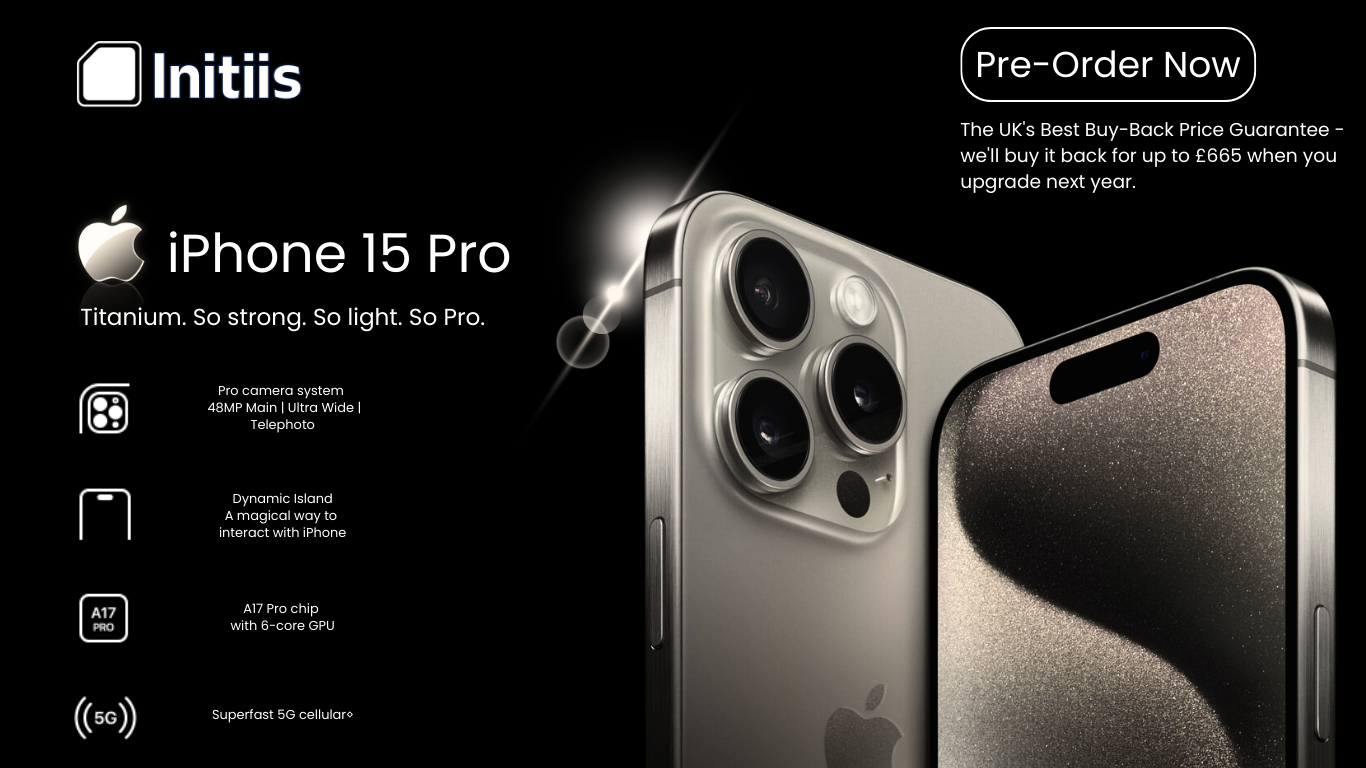 Initiis
Pre-Order Now
The UK's Best Buy-Back Price Guarantee -
we'll buy it back for up to £665 when you
upgrade next year.
iPhone 15 Pro
Titanium. So strong. So light. So Pro.
Pro camera system
48MP Main | Ultra Wide |
Telephoto
Dynamic Island
A magical way to
interact with iPhone
A17
PRO
A17 Pro chip
with 6-core GPU
5G
Superfast 5G cellular◊